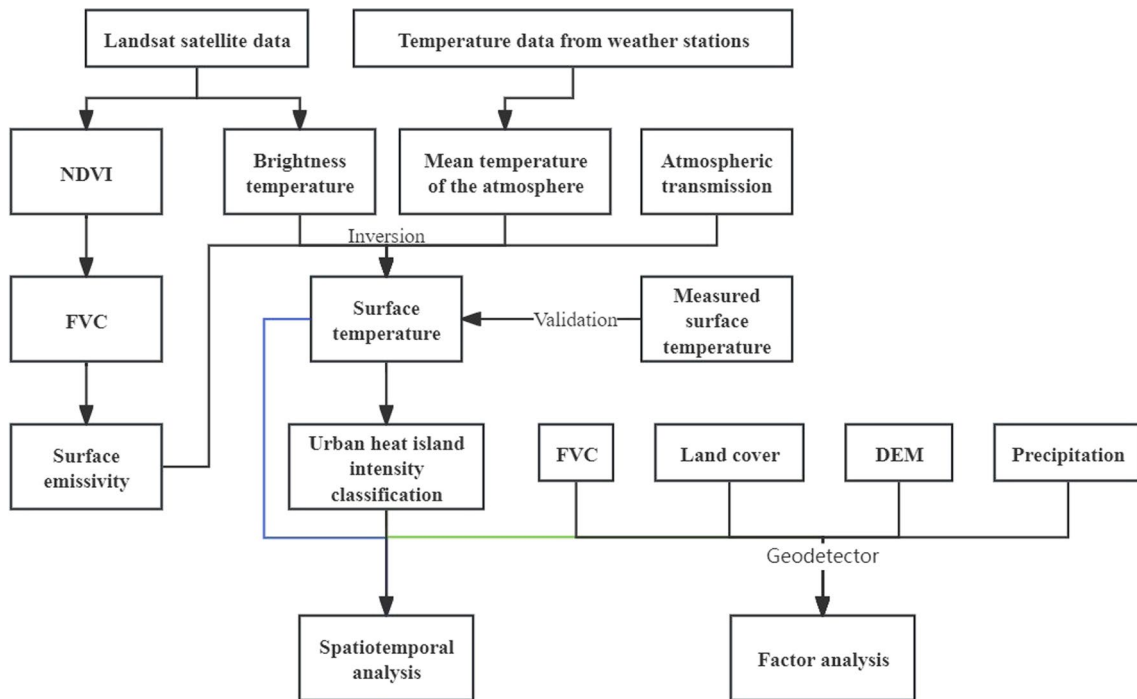 Landsat satellite data
Temperature data from weather stations
NDVI
Brightness
temperature
Mean temperature
of the atmosphere
Atmospheric
transmission
Inversion
FVC
Surface
temperature
Validation
Measured
surface
temperature
Surface
emissivity
Urban heat island
intensity
classification
FVC
Land cover
DEM
Precipitation
Geodetector
Spatiotemporal
analysis
Factor analysis